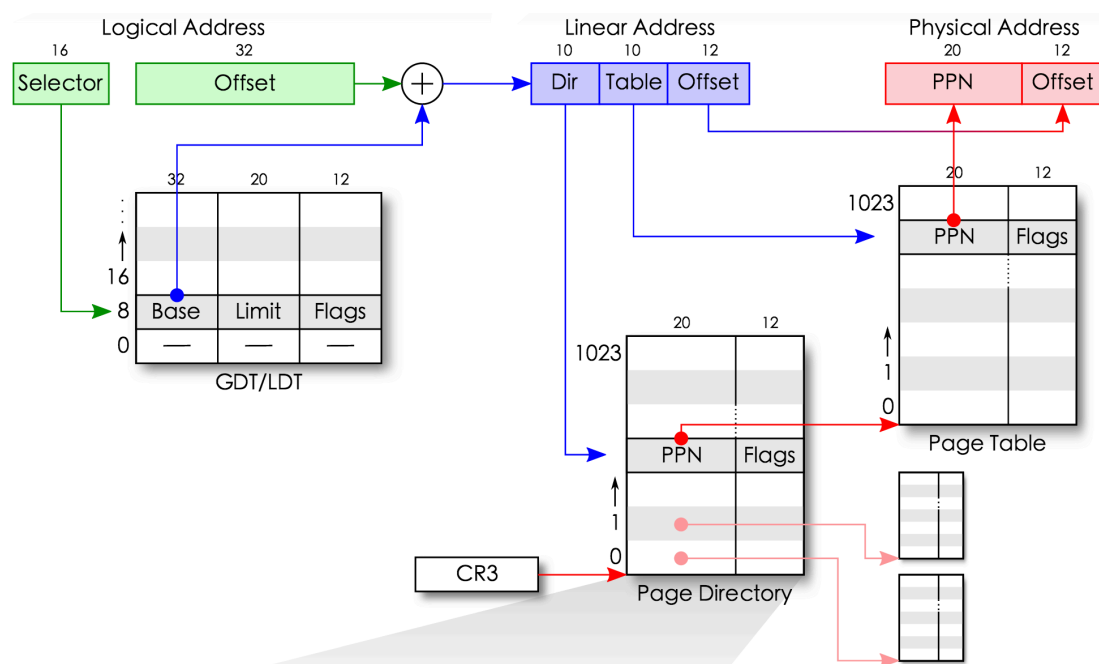 Logical Address
Linear Address
Physical Address
16
32
10
10
12
20
12
Selector
Offset
+
Dir
Table
Offset
PPN
Offset
32
20
12
20
12
1023
PPN
Flags
16
8
Base
Limit
Flags
0
—
—
—
GDT/LDT
20
12
1023
1
0
Page Table
PPN
Flags
1
0
CR3
Page Directory